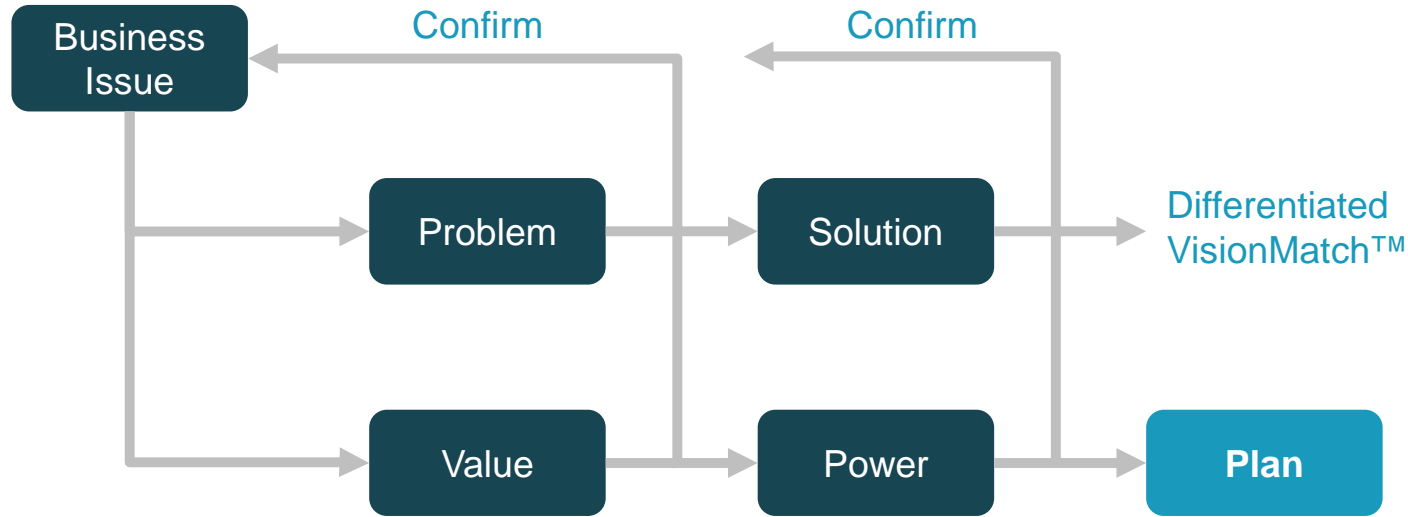 Business
Issue
Confirm
Confirm
Problem
Solution
Differentiated
VisionMatch™
Value
Power
Plan